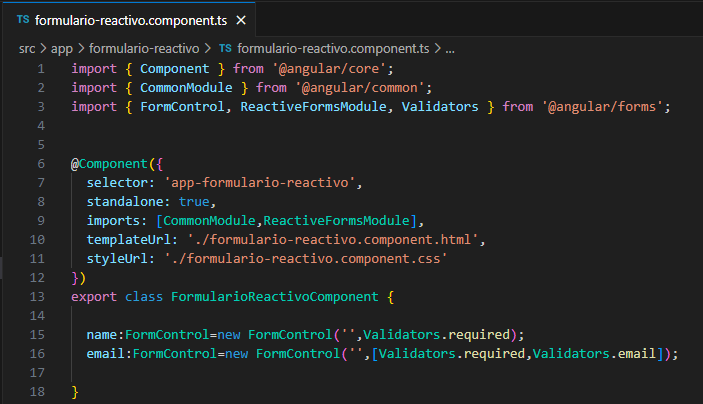 TS formulario-reactivo.component.ts ×
src > app > formulario-reactivo > TS formulario-reactivo.component.ts > ...
1 import { Component } from '@angular/core';
2 import { CommonModule } from '@angular/common';
3 import { FormControl, ReactiveFormsModule, Validators } from '@angular/forms';
4
5
6 @Component({
7   selector: 'app-formulario-reactivo',
8   standalone: true,
9   imports: [CommonModule,ReactiveFormsModule],
10   templateUrl: './formulario-reactivo.component.html',
11   styleUrl: './formulario-reactivo.component.css'
12 })
13 export class FormularioReactivoComponent {
14
15   name:FormControl=new FormControl('',Validators.required);
16   email:FormControl=new FormControl('',[Validators.required,Validators.email]);
17
18 }